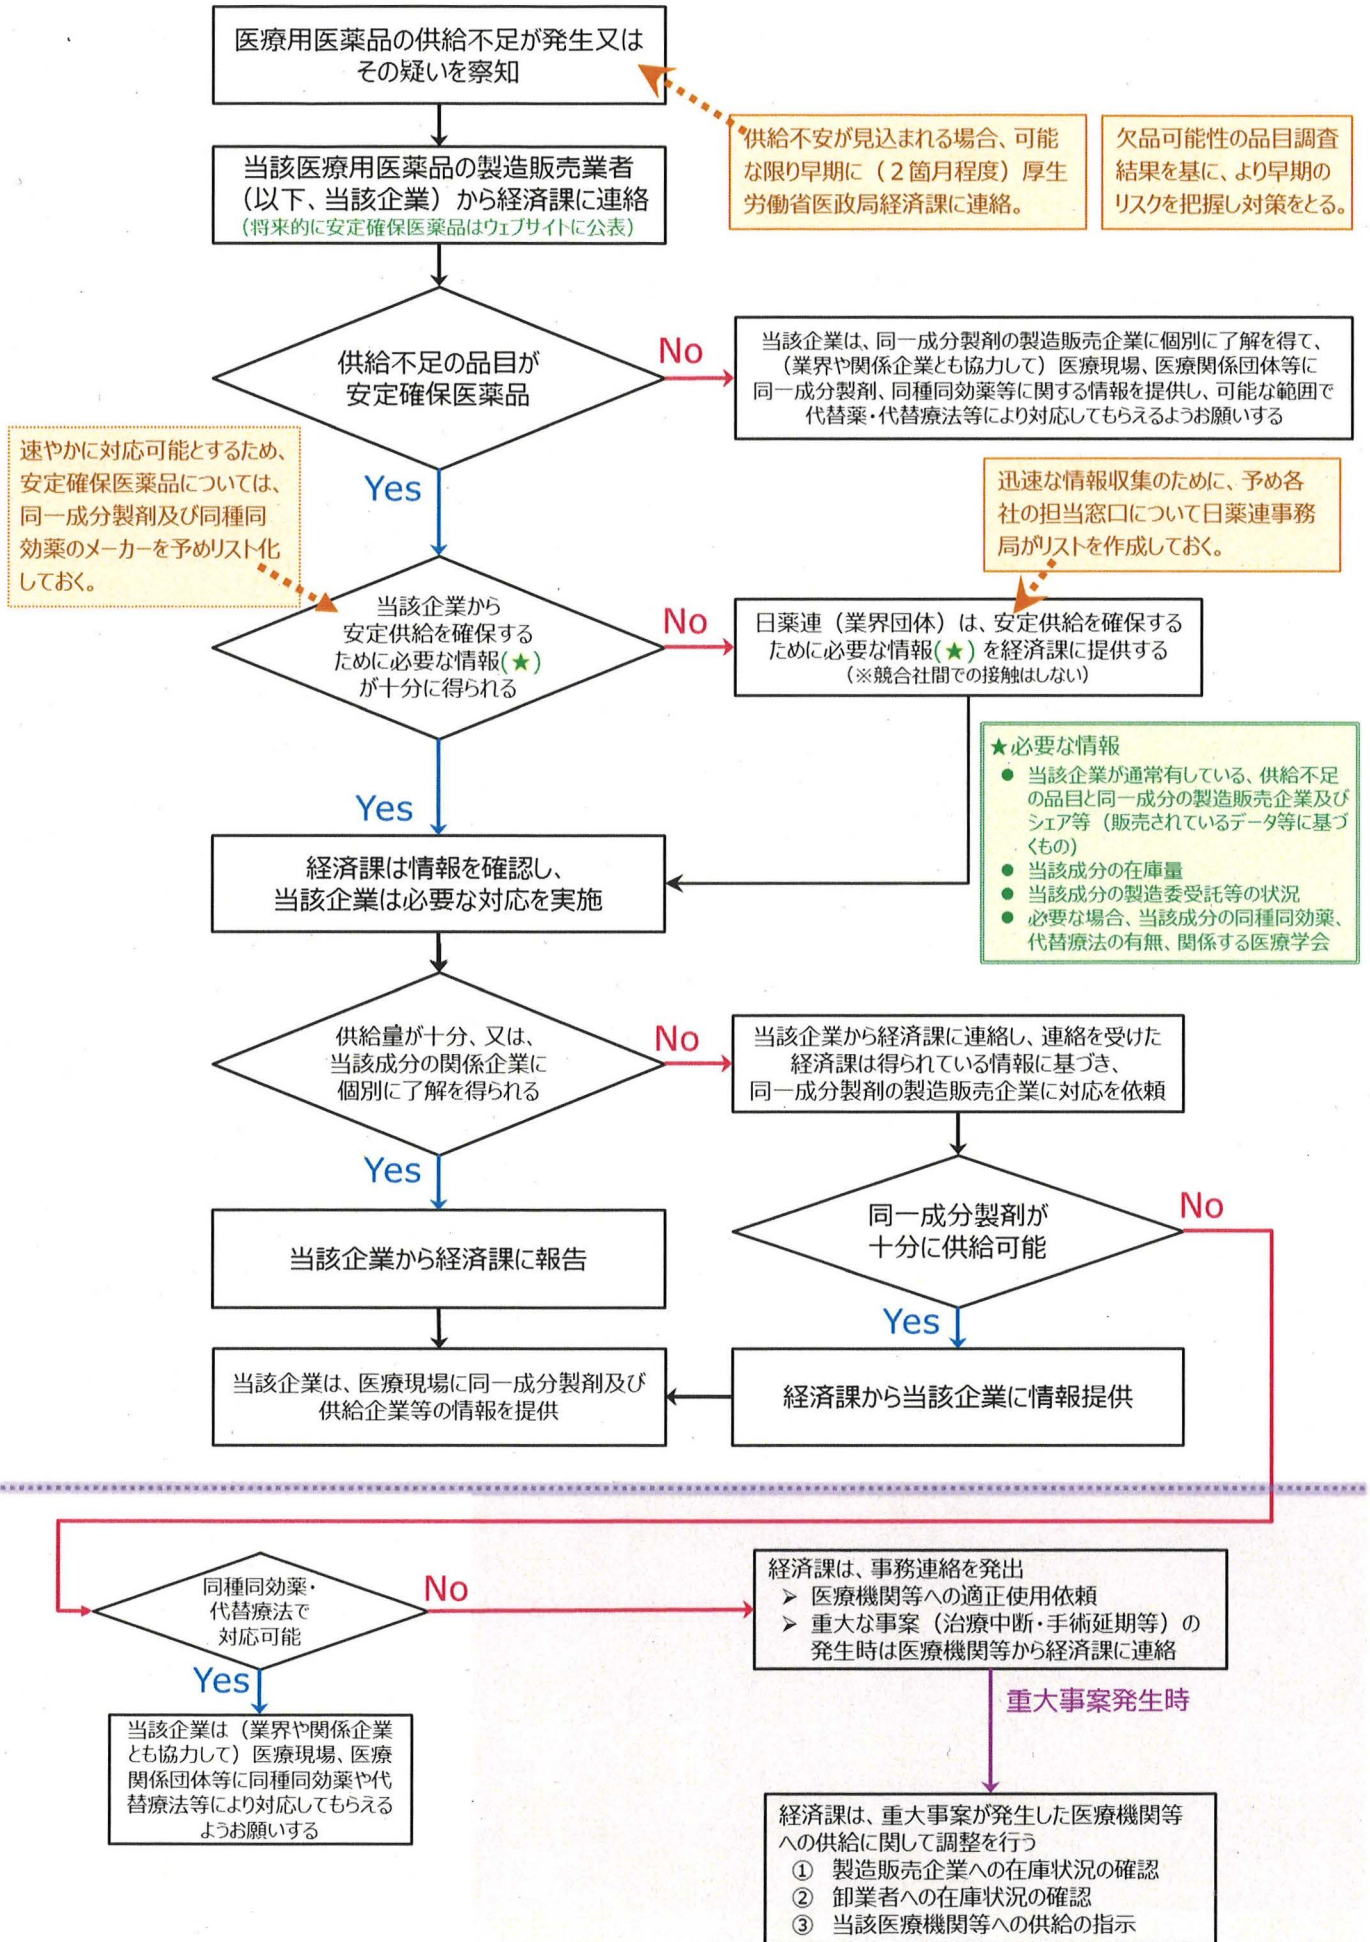 医療用医薬品の供給不足が発生又は
その疑いを察知
供給不安が見込まれる場合、可能
な限り早期に（２箇月程度）厚生
労働省医政局経済課に連絡。
欠品可能性の品目調査
結果を基に、より早期の
リスクを把握し対策をとる。
当該医療用医薬品の製造販売業者
（以下、当該企業）から経済課に連絡
（将来的に安定確保医薬品はウェブサイトに公表）
供給不足の品目が
安定確保医薬品
No
当該企業は、同一成分製剤の製造販売企業に個別に了解を得て、
（業界や関係企業とも協力して）医療現場、医療関係団体等に
同一成分製剤、同種同効薬等に関する情報を提供し、可能な範囲で
代替薬・代替療法等により対応してもらえるようお願いする
Yes
速やかに対応可能とするため、
安定確保医薬品については、
同一成分製剤及び同種同
効薬のメーカーを予めリスト化
しておく。
迅速な情報収集のために、予め各
社の担当窓口について日薬連事務
局がリストを作成しておく。
当該企業から
安定供給を確保する
ために必要な情報(★)
が十分に得られる
No
日薬連（業界団体）は、安定供給を確保する
ために必要な情報(★)を経済課に提供する
（※競合社間での接触はしない）
Yes
★必要な情報
● 当該企業が通常有している、供給不足
の品目と同一成分の製造販売企業及び
シェア等（販売されているデータ等に基づ
くもの）
● 当該成分の在庫量
● 当該成分の製造委受託等の状況
● 必要な場合、当該成分の同種同効薬、
代替療法の有無、関係する医療学会
経済課は情報を確認し、
当該企業は必要な対応を実施
供給量が十分、又は、
当該成分の関係企業に
個別に了解を得られる
No
当該企業から経済課に連絡し、連絡を受けた
経済課は得られている情報に基づき、
同一成分製剤の製造販売企業に対応を依頼
Yes
同一成分製剤が
十分に供給可能
No
当該企業から経済課に報告
Yes
当該企業は、医療現場に同一成分製剤及び
供給企業等の情報を提供
経済課から当該企業に情報提供
同種同効薬・
代替療法で
対応可能
No
経済課は、事務連絡を発出
➢ 医療機関等への適正使用依頼
➢ 重大な事案（治療中断・手術延期等）の
発生時は医療機関等から経済課に連絡
Yes
重大事案発生時
当該企業は（業界や関係企業
とも協力して）医療現場、医療
関係団体等に同種同効薬や代
替療法等により対応してもらえる
ようお願いする
経済課は、重大事案が発生した医療機関等
への供給に関して調整を行う
① 製造販売企業への在庫状況の確認
② 卸業者への在庫状況の確認
③ 当該医療機関等への供給の指示